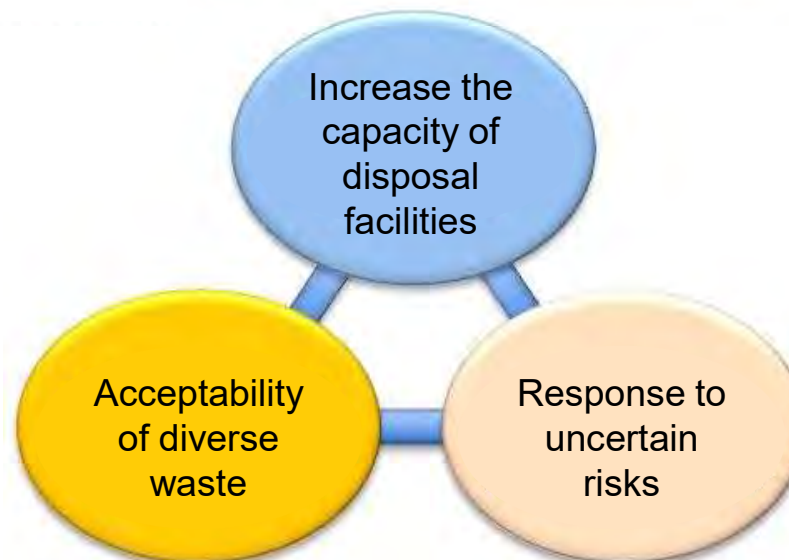 Increase the
capacity of
disposal
facilities
Acceptability
of diverse
waste
Response to
uncertain
risks